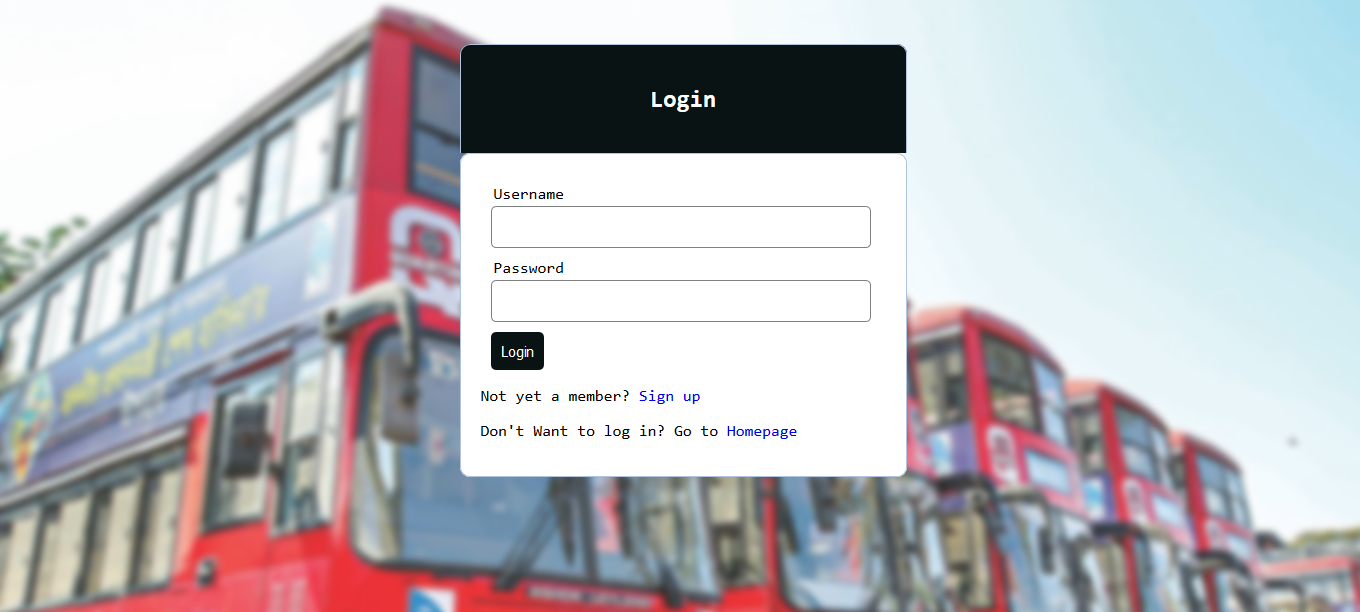 Login
Username
Password
Login
Not yet a member? Sign up
Don't Want to log in? Go to Homepage